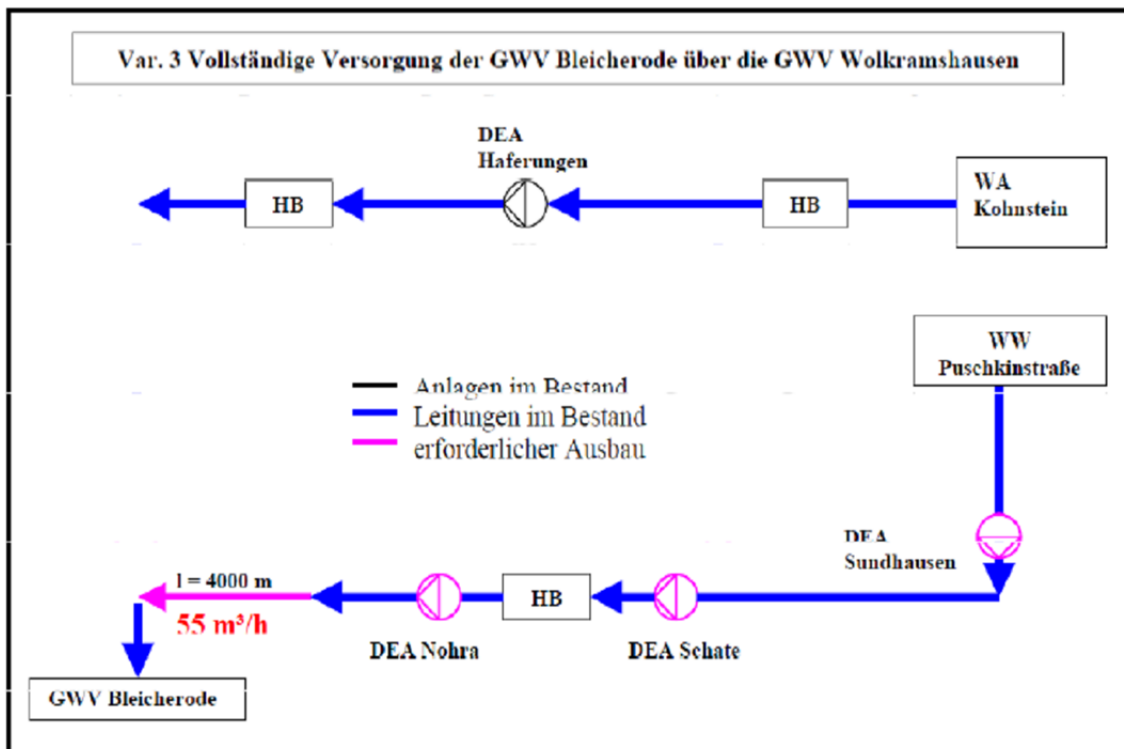 Var. 3 Vollständige Versorgung der GWV Bleicherode über die GWV Wolkramshausen
DEA
Haferungen
HB
HB
WA
Kohnstein
WW
Puschkinstraße
Anlagen im Bestand
Leitungen im Bestand
erforderlicher Ausbau
DEA
Sundhausen
l = 4000 m
55 m³/h
HB
DEA Nohra
DEA Schate
GWV Bleicherode